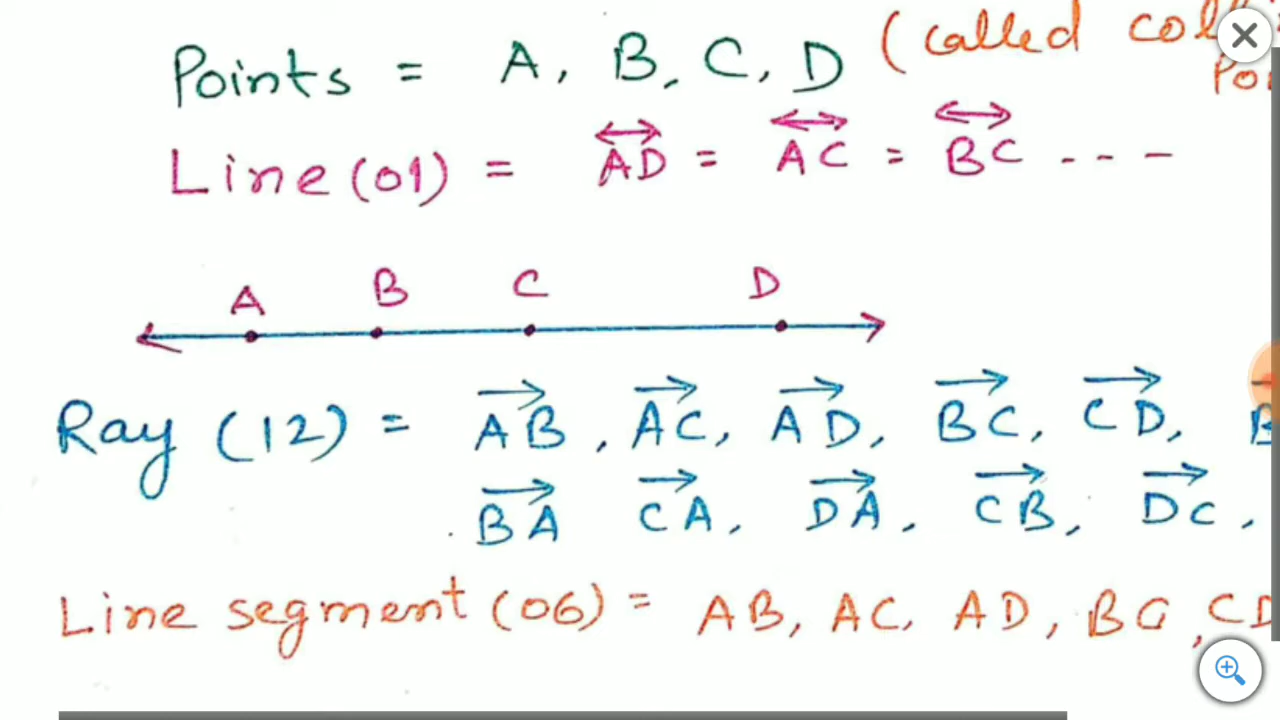 Points = A, B, C, D (called
Line(01) = AD = AC = BC ----
A B C D
Ray (12) = AB, AC, AD, BC, CD,
BA CA, DA, CB, DC,
Line segment (06) = AB, AC, AD, BC, CD